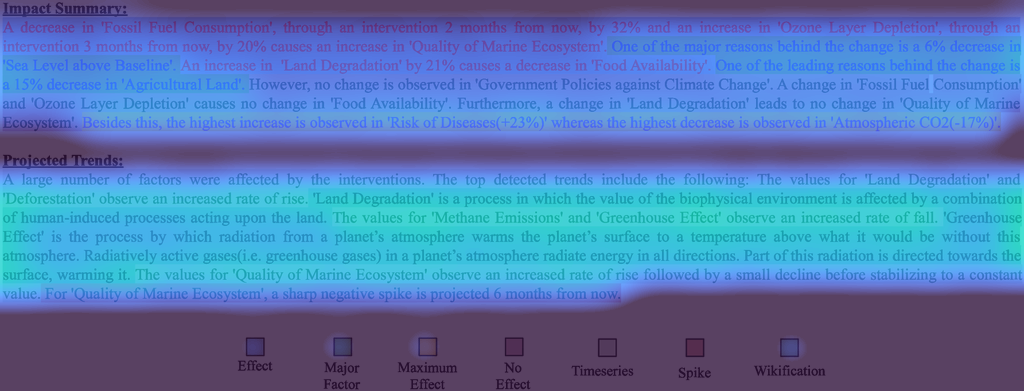 Impact Summary:
A decrease in 'Fossil Fuel Consumption', through an intervention 2 months from now, by 32% and an increase in 'Ozone Layer Depletion', through an
intervention 3 months from now, by 20% causes an increase in 'Quality of Marine Ecosystem'. One of the major reasons behind the change is a 6% decrease in
'Sea Level above Baseline'. An increase in 'Land Degradation' by 21% causes a decrease in 'Food Availability'. One of the leading reasons behind the change is
a 15% decrease in 'Agricultural Land'. However, no change is observed in 'Government Policies against Climate Change'. A change in 'Fossil Fuel Consumption'
and 'Ozone Layer Depletion' causes no change in 'Food Availability'. Furthermore, a change in 'Land Degradation' leads to no change in 'Quality of Marine
Ecosystem'. Besides this, the highest increase is observed in 'Risk of Diseases(+23%)' whereas the highest decrease is observed in 'Atmospheric CO2(-17%)'.
Projected Trends:
A large number of factors were affected by the interventions. The top detected trends include the following: The values for 'Land Degradation' and
'Deforestation' observe an increased rate of rise. 'Land Degradation' is a process in which the value of the biophysical environment is affected by a combination
of human-induced processes acting upon the land. The values for 'Methane Emissions' and 'Greenhouse Effect' observe an increased rate of fall. 'Greenhouse
Effect' is the process by which radiation from a planet's atmosphere warms the planet's surface to a temperature above what it would be without this
atmosphere. Radiatively active gases(i.e. greenhouse gases) in a planet's atmosphere radiate energy in all directions. Part of this radiation is directed towards the
surface, warming it. The values for 'Quality of Marine Ecosystem' observe an increased rate of rise followed by a small decline before stabilizing to a constant
value. For 'Quality of Marine Ecosystem', a sharp negative spike is projected 6 months from now.
Effect Major Maximum No Timeseries Spike Wikification
Factor Effect Effect